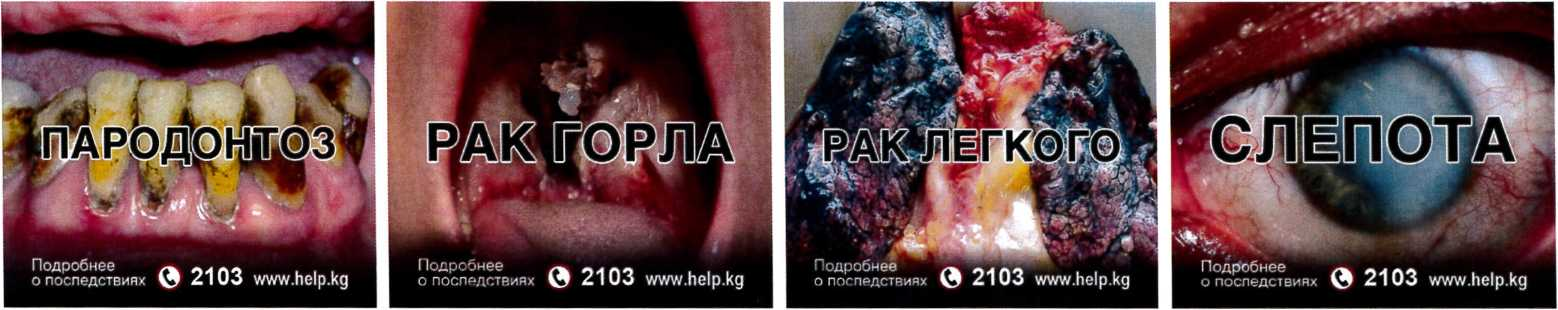 ПАРОДОНТОЗ
Подробнее
о последствиях 2103 www.help.kg
РАК ГОРЛА
Подробнее
о последствиях 2103 www.help.kg
РАК ЛЕГКОГО
Подробнее
о последствиях 2103 www.help.kg
СЛЕПОТА
Подробнее
о последствиях 2103 www.help.kg